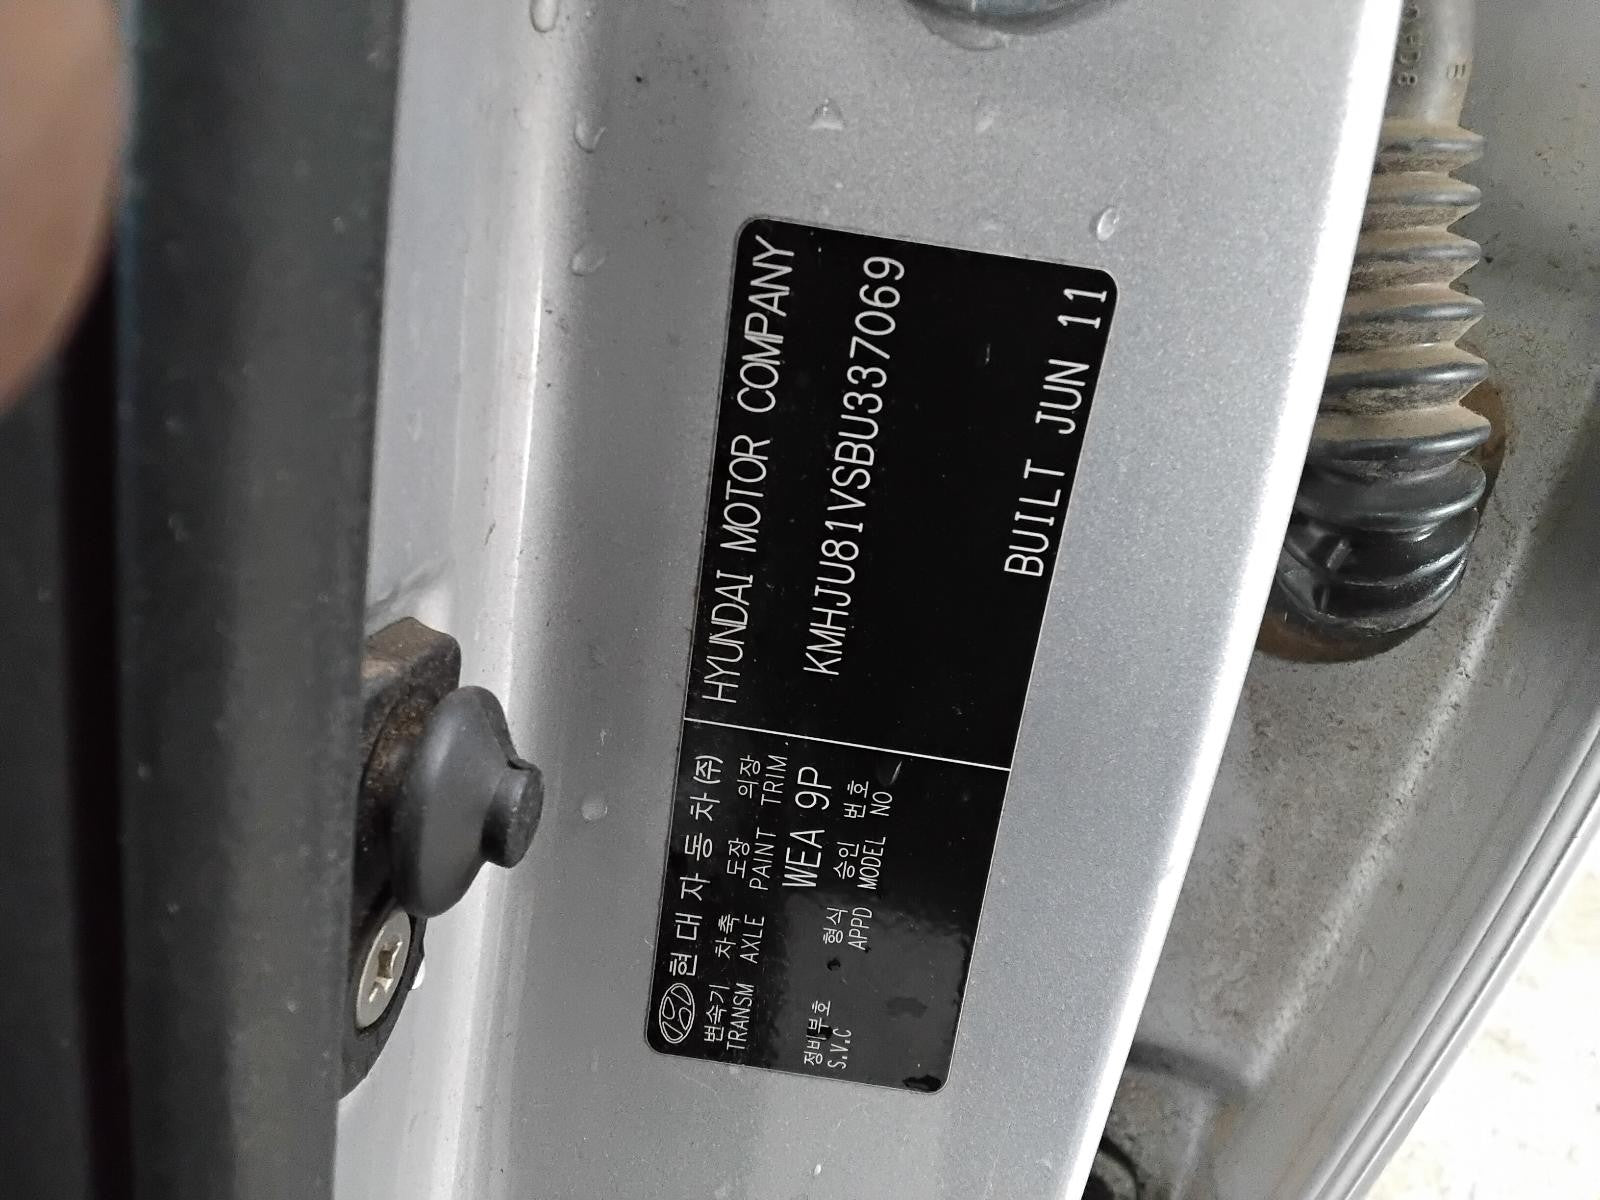 현대자동차(주)
변속기 차축 도장 의장
TRANSM AXLE PAINT TRIM.
WEA 9P
정비부호 형식 승인 번호
S.V.C APPD MODEL NO
HYUNDAI MOTOR COMPANY
KMHJU81VSBU337069
BUILT JUN 11